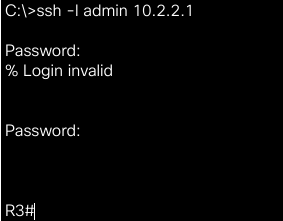 C:\>ssh -l admin 10.2.2.1
Password:
% Login invalid
Password:
R3#